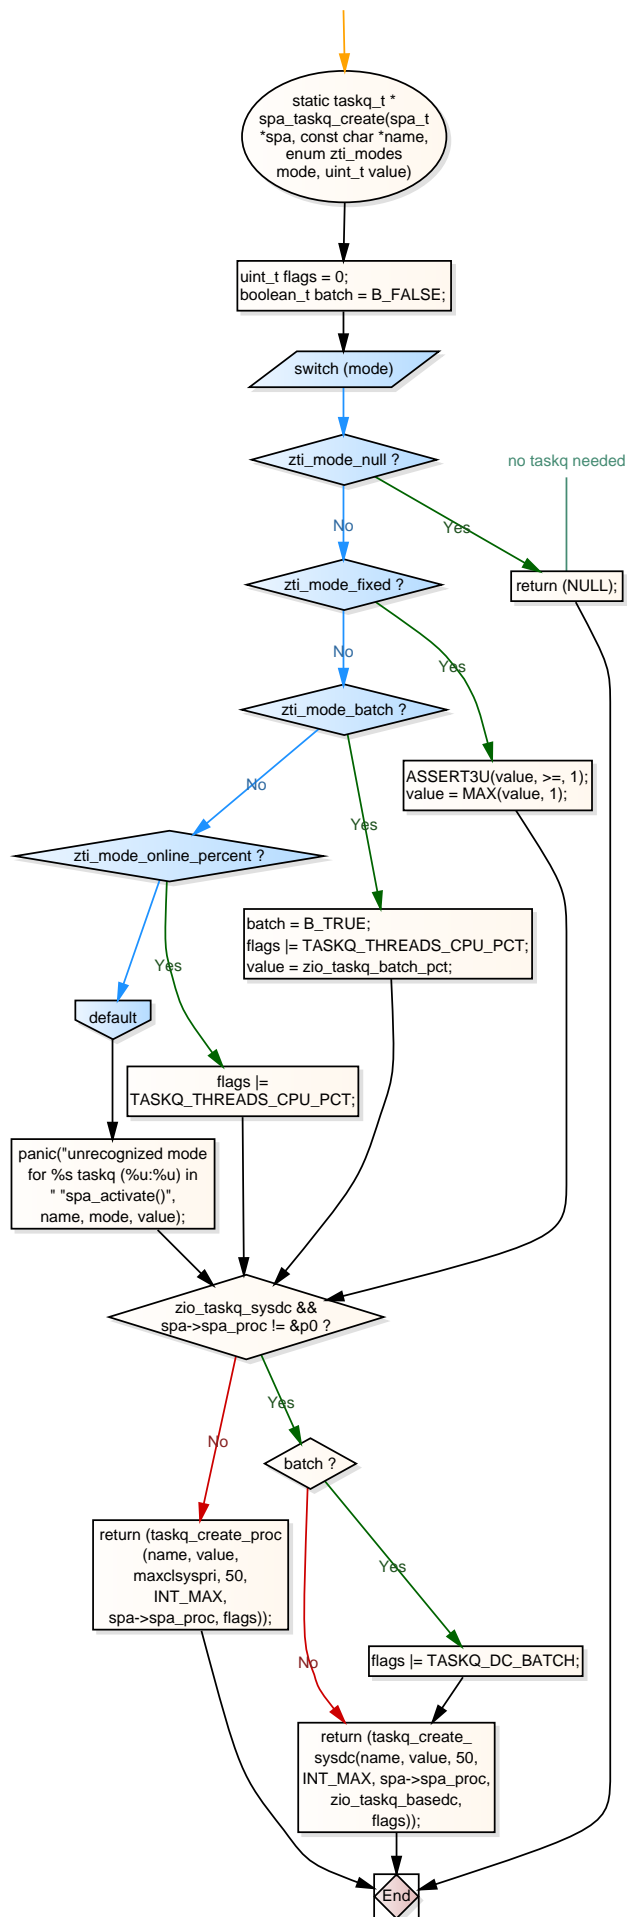 static taskq_t *
spa_taskq_create(spa_t
*spa, const char *name,
enum zti_modes
mode, uint_t value)
uint_t flags = 0;
boolean_t batch = B_FALSE;
switch (mode)
zti_mode_null ?
no taskq needed
Yes
No
zti_mode_fixed ?
return (NULL);
No
Yes
zti_mode_batch ?
ASSERT3U(value, >=, 1);
value = MAX(value, 1);
No
Yes
zti_mode_online_percent ?
batch = B_TRUE;
flags |= TASKQ_THREADS_CPU_PCT;
value = zio_taskq_batch_pct;
Yes
default
flags |=
TASKQ_THREADS_CPU_PCT;
panic("unrecognized mode
for %s taskq (%u:%u) in
" "spa_activate()",
name, mode, value);
zio_taskq_sysdc &&
spa->spa_proc != &p0 ?
Yes
No
batch ?
return (taskq_create_proc
(name, value,
maxclsyspri, 50,
INT_MAX,
spa->spa_proc, flags));
Yes
No
flags |= TASKQ_DC_BATCH;
return (taskq_create_
sysdc(name, value, 50,
INT_MAX, spa->spa_proc,
zio_taskq_basedc,
flags));
End